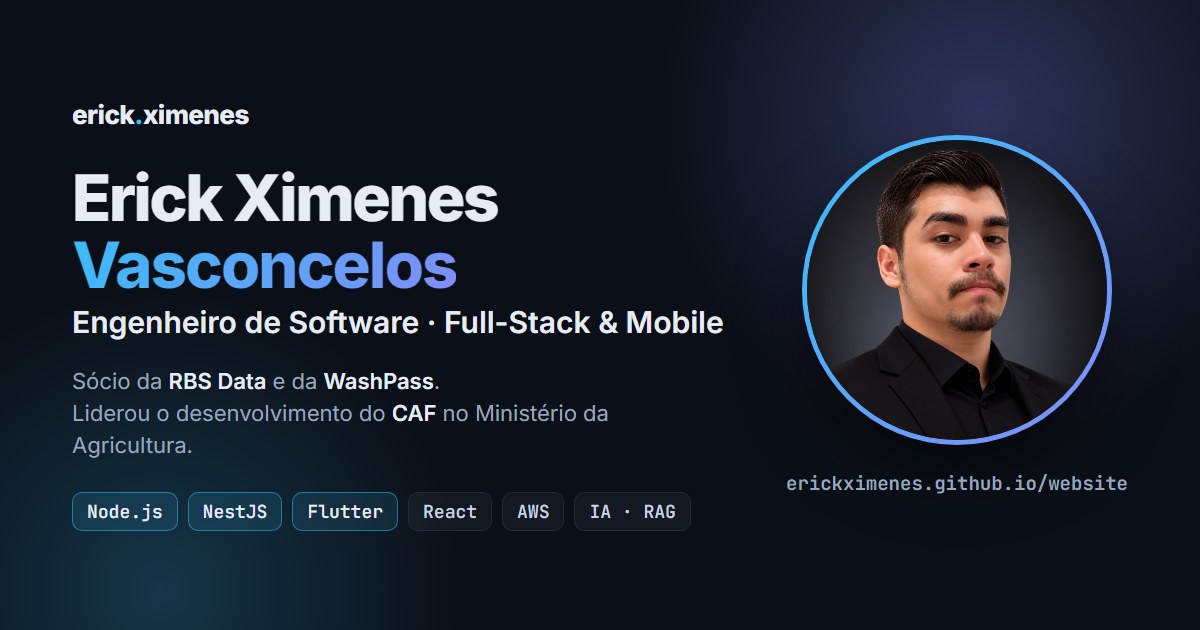 erick.ximenes
Erick Ximenes
Vasconcelos
Engenheiro de Software · Full-Stack & Mobile
Sócio da RBS Data e da WashPass.
Liderou o desenvolvimento do CAF no Ministério da
Agricultura.
Node.js NestJS Flutter React AWS IA · RAG
erickximenes.github.io/website